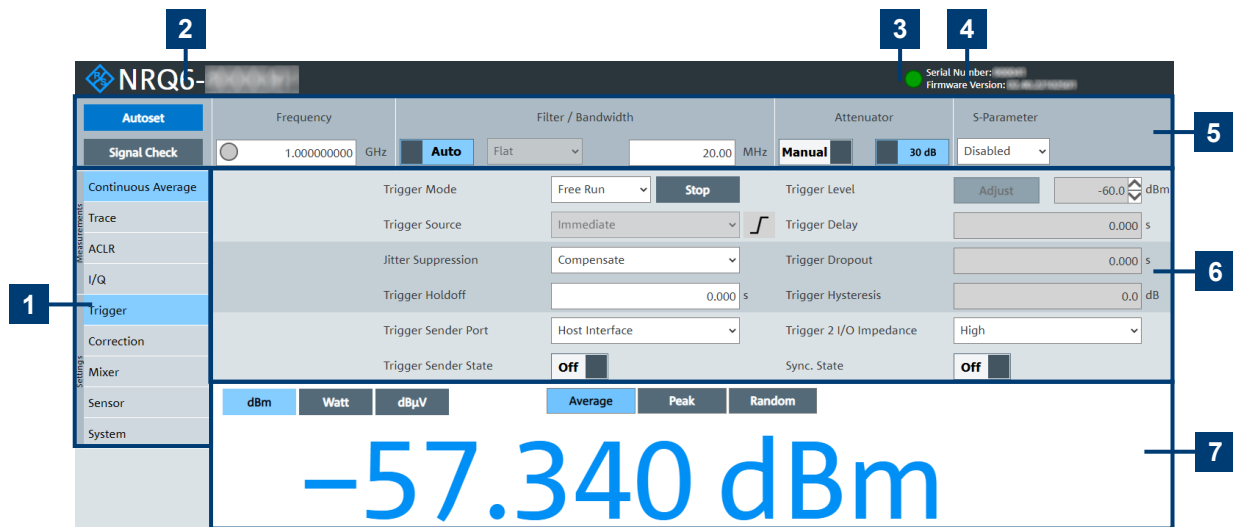 2
3
4
R&S NRQ6-
Serial Number:
Firmware Version:
Autoset
Frequency
Filter / Bandwidth
Attenuator
S-Parameter
5
Signal Check
1.000000000 GHz
Auto
Flat
20.00 MHz
Manual
30 dB
Disabled
Measurements
Continuous Average
Trace
ACLR
I/Q
1
Settings
Trigger
Correction
Mixer
Sensor
System
Trigger Mode Free Run Stop Trigger Level Adjust -60.0 dBm
Trigger Source Immediate Trigger Delay 0.000 s
Jitter Suppression Compensate Trigger Dropout 0.000 s
6
Trigger Holdoff 0.000 s Trigger Hysteresis 0.0 dB
Trigger Sender Port Host Interface Trigger 2 I/O Impedance High
Trigger Sender State Off Sync. State Off
dBm Watt dBµV Average Peak Random
7
−57.340 dBm